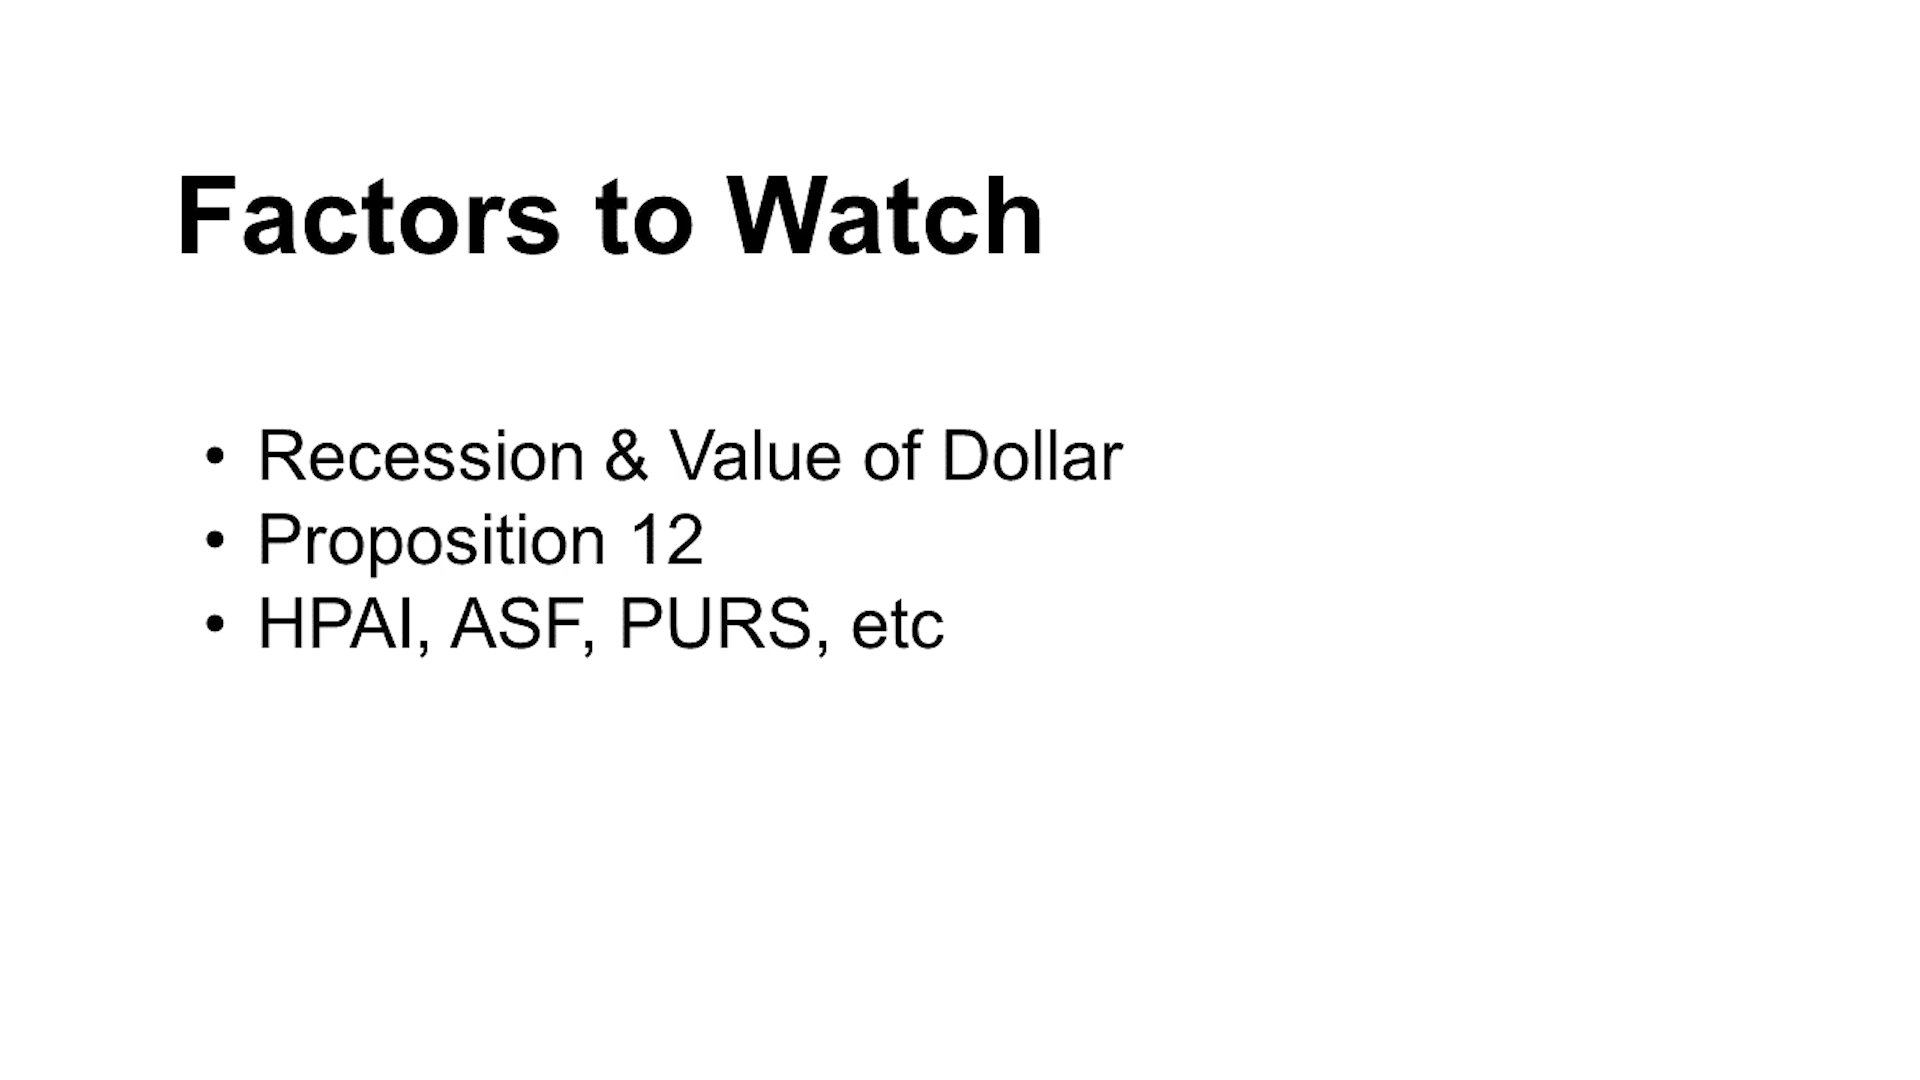 Factors to Watch
• Recession & Value of Dollar
• Proposition 12
• HPAI, ASF, PURS, etc